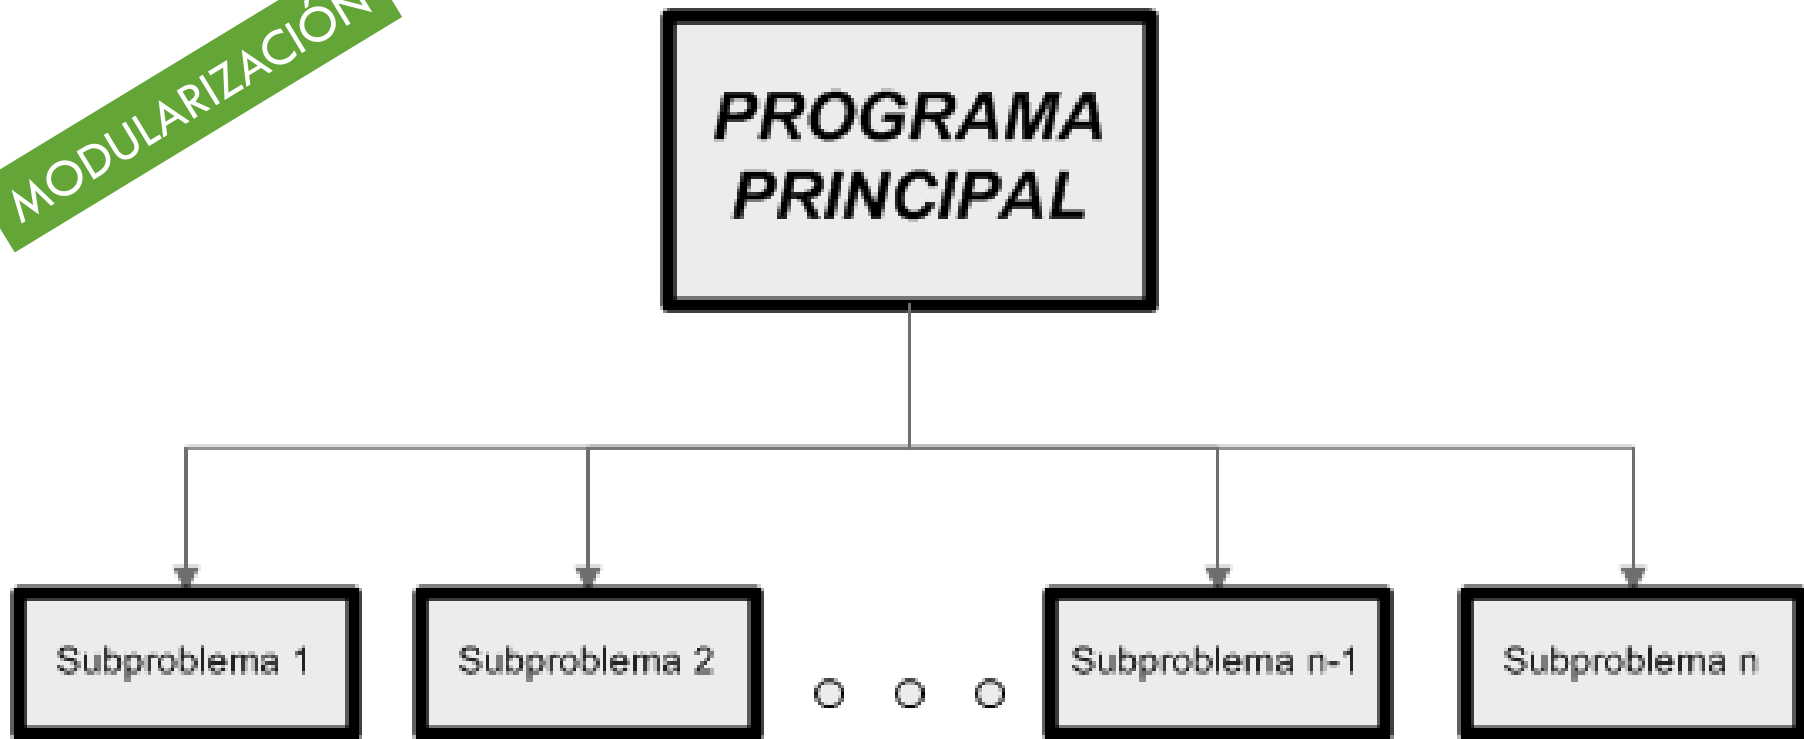 MODULARIZACIÓN
PROGRAMA
PRINCIPAL
Subproblema 1
Subproblema 2
Subproblema n-1
Subproblema n